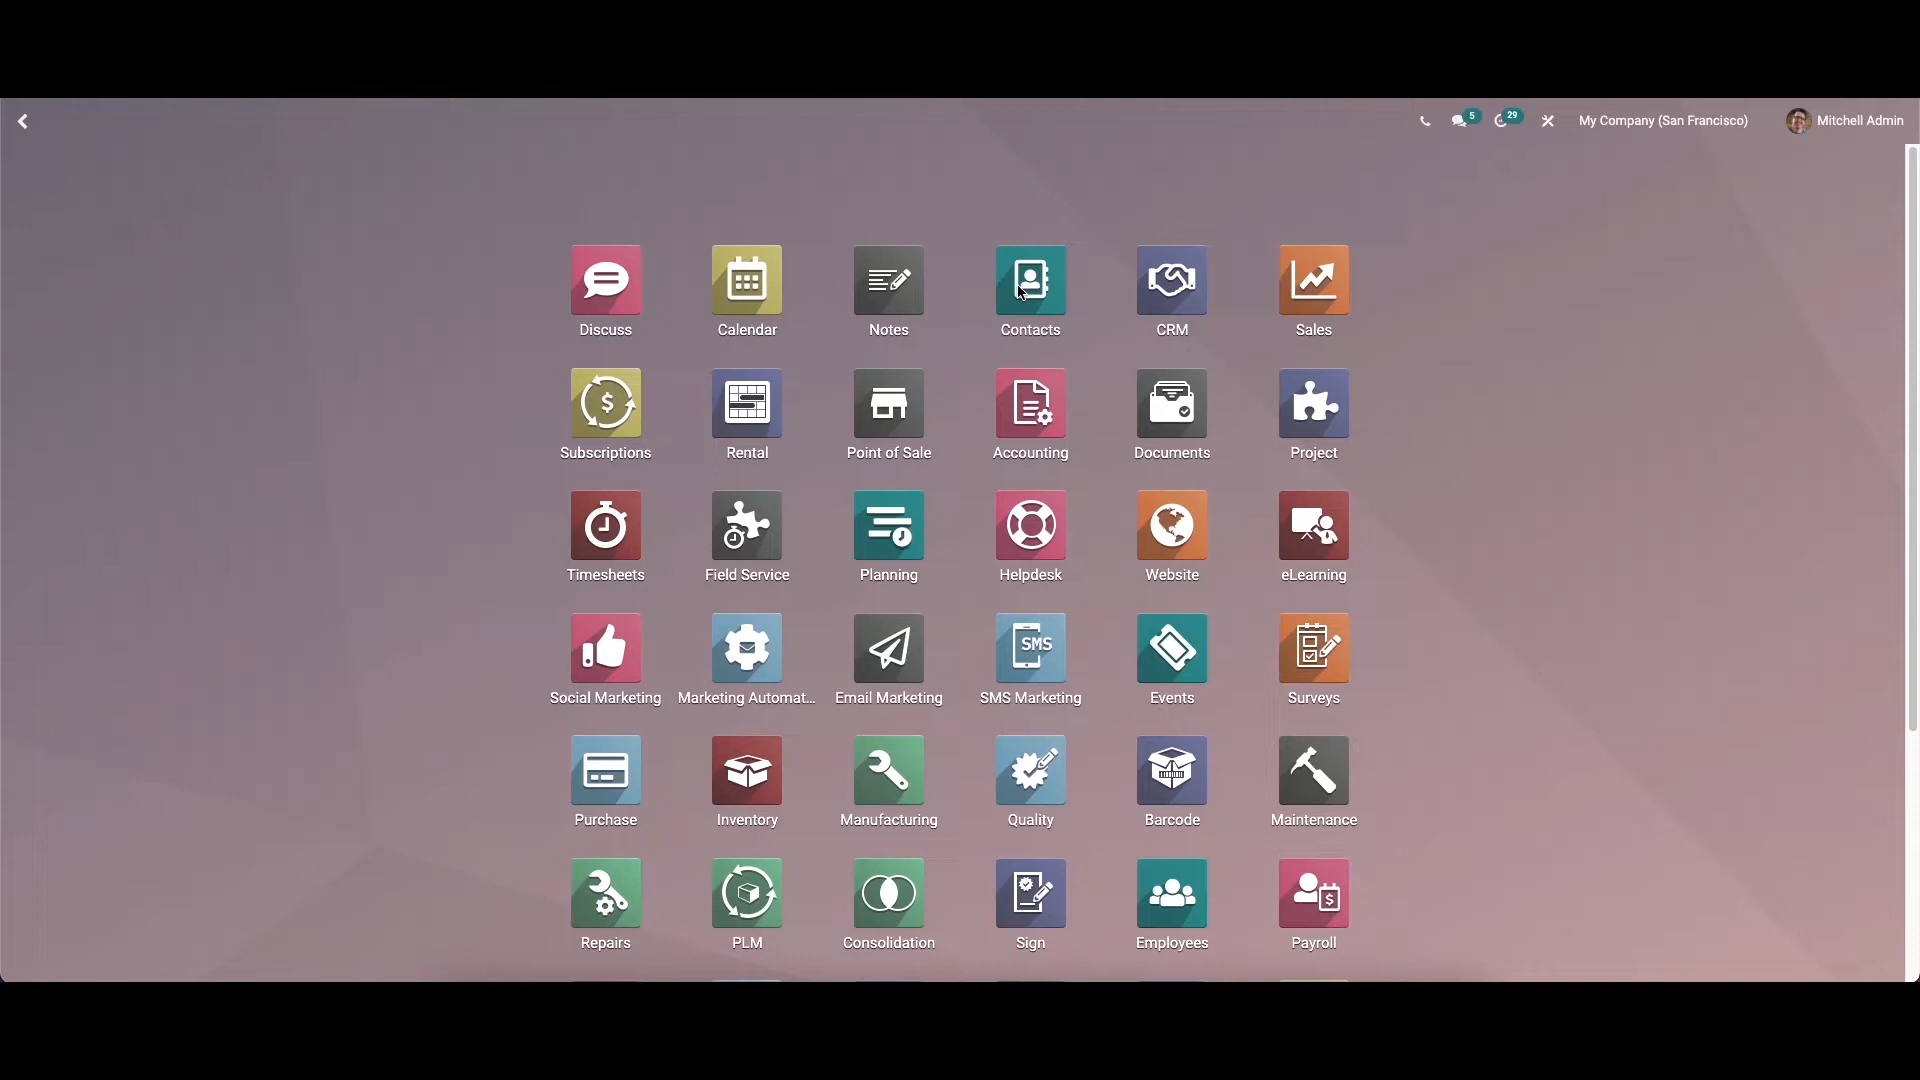 5 29 My Company (San Francisco) Mitchell Admin
Discuss Calendar Notes Contacts CRM Sales
$
Subscriptions Rental Point of Sale Accounting Documents Project
Timesheets Field Service Planning Helpdesk Website eLearning
SMS
Social Marketing Marketing Automat... Email Marketing SMS Marketing Events Surveys
Purchase Inventory Manufacturing Quality Barcode Maintenance
$
Repairs PLM Consolidation Sign Employees Payroll